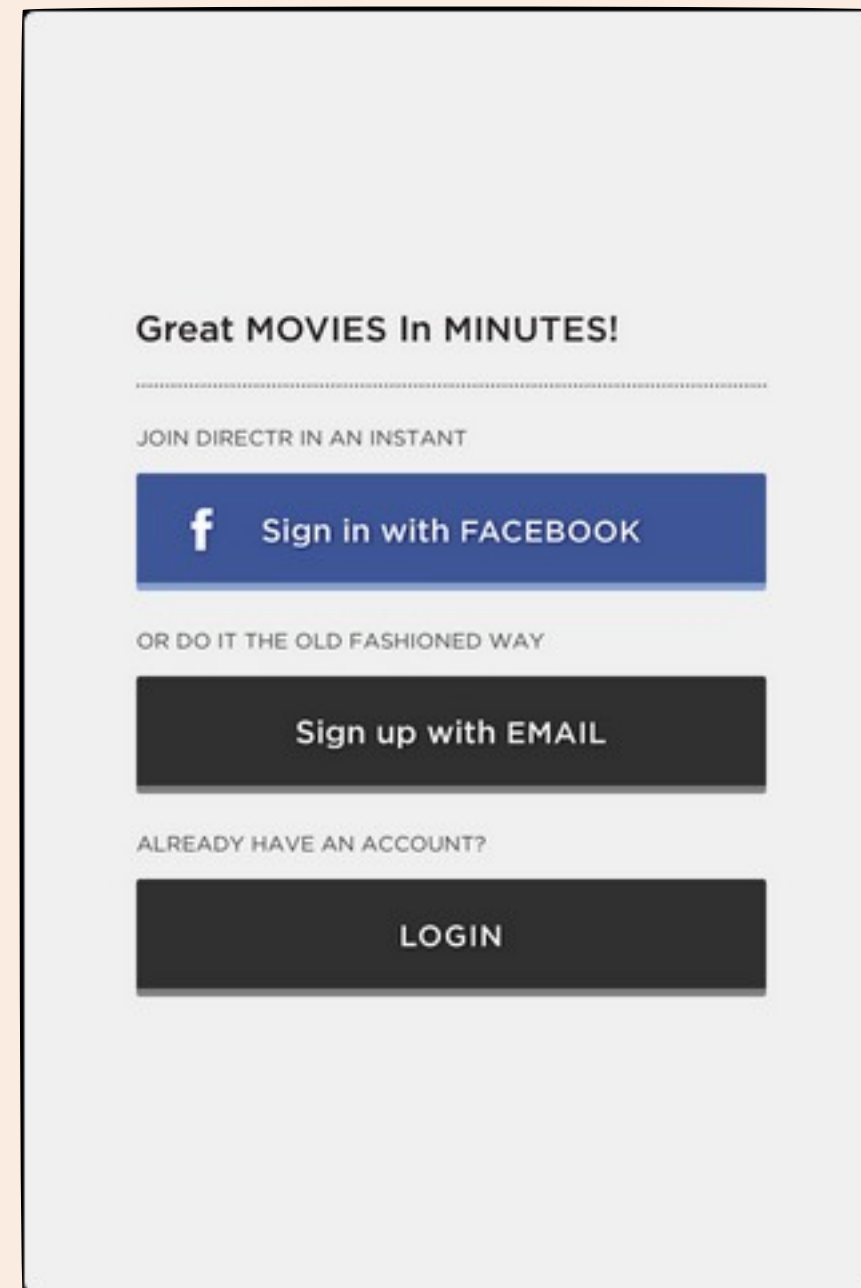 Great MOVIES In MINUTES!
JOIN DIRECTR IN AN INSTANT
f Sign in with FACEBOOK
OR DO IT THE OLD FASHIONED WAY
Sign up with EMAIL
ALREADY HAVE AN ACCOUNT?
LOGIN